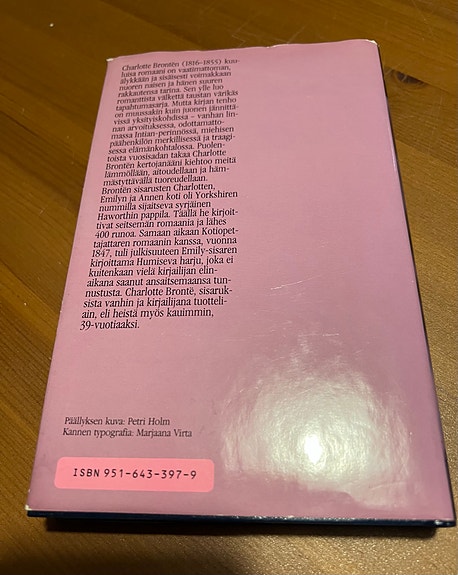 Charlotte Brontën (1816-1855) kuu-
luisa romaani on vaatimattoman,
älykkään ja sisäisesti voimakkaan
nuoren naisen ja hänen suuren
rakkautensa tarina. Sen ylle luo
romanttista välkettä taustan värikäs
tapahtumasarja. Mutta kirjan tenho
on muussakin kuin juonen jännittä-
vissä yksityiskohdissa – vanhan lin-
nan arvoituksessa, odottamatto-
massa Intian-perinnössä, miehisen
päähenkilön merkillisessä ja traagi-
sessa elämänkohtalossa. Puolen-
toista vuosisadan takaa Charlotte
Brontën kertojanääni kiehtoo meitä
lämmöllään, aitoudellaan ja häm-
mästyttävällä tuoreudellaan.
Brontën sisarusten Charlotten,
Emilyn ja Annen koti oli Yorkshiren
nummilla sijaitseva syrjäinen
Haworthin pappila. Täällä he kirjoit-
tivat seitsemän romaania ja lähes
400 runoa. Samaan aikaan Kotiopet-
tajattaren romaanin kanssa, vuonna
1847, tuli julkisuuteen Emily-sisaren
kirjoittama Humiseva harju, joka ei
kuitenkaan vielä kirjailijan elin-
aikana saanut ansaitsemaansa tun-
nustusta. Charlotte Brontë, sisaruk-
sista vanhin ja kirjailijana tuotteli-
ain, eli heistä myös kauimmin,
39-vuotiaaksi.
Päällyksen kuva: Petri Holm
Kannen typografia: Marjaana Virta
ISBN 951-643-397-9